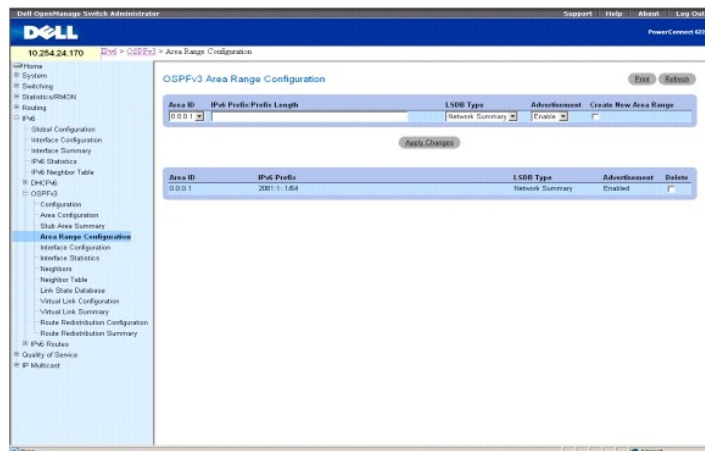 Dell OpenManage Switch Administrator
Support Help About Log Out
DELL
PowerConnect 622
10.254.24.170
IPv6 > OSPFv3 > Area Range Configuration
Home
System
Switching
Statistics/RMON
Routing
IPv6
Global Configuration
Interface Configuration
Interface Summary
IPv6 Statistics
IPv6 Neighbor Table
DHCPv6
OSPFv3
Configuration
Area Configuration
Stub Area Summary
Area Range Configuration
Interface Configuration
Interface Statistics
Neighbors
Neighbor Table
Link State Database
Virtual Link Configuration
Virtual Link Summary
Route Redistribution Configuration
Route Redistribution Summary
IPv6 Routes
Quality of Service
IP Multicast
OSPFv3 Area Range Configuration
Print Refresh
Area ID IPv6 Prefix/Prefix Length LSDB Type Advertisement Create New Area Range
0.0.0.1 Network Summary Enable
Apply Changes
Area ID IPv6 Prefix LSDB Type Advertisement Delete
0.0.0.1 2081:1::1/64 Network Summary Enabled